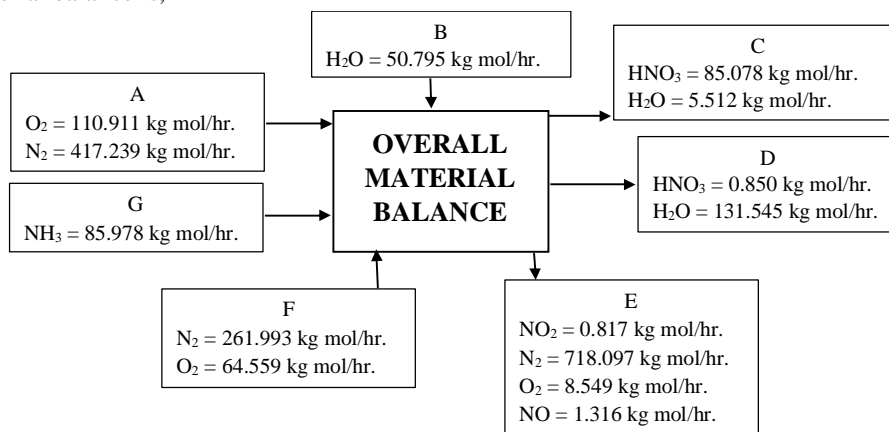 B
H₂O = 50.795 kg mol/hr.
C
HNO₃ = 85.078 kg mol/hr.
H₂O = 5.512 kg mol/hr.
A
O₂ = 110.911 kg mol/hr.
N₂ = 417.239 kg mol/hr.
OVERALL
MATERIAL
BALANCE
D
HNO₃ = 0.850 kg mol/hr.
H₂O = 131.545 kg mol/hr.
G
NH₃ = 85.978 kg mol/hr.
F
N₂ = 261.993 kg mol/hr.
O₂ = 64.559 kg mol/hr.
E
NO₂ = 0.817 kg mol/hr.
N₂ = 718.097 kg mol/hr.
O₂ = 8.549 kg mol/hr.
NO = 1.316 kg mol/hr.